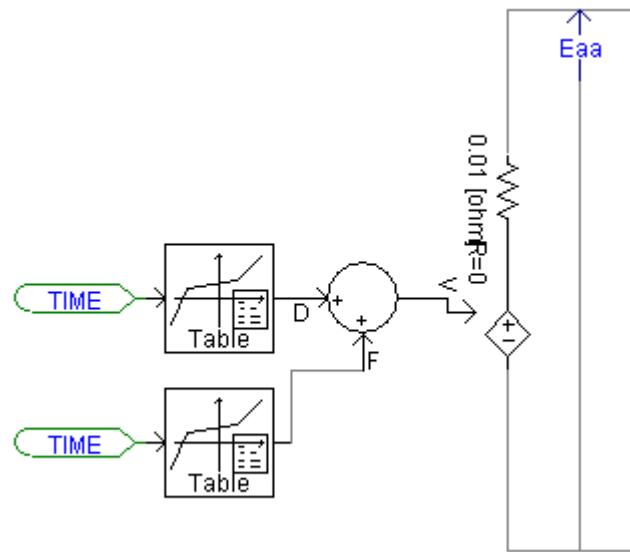 Eaa
0.01 [ohm]
R=0
V
TIME
Table
D
+
+
F
+
-
TIME
Table